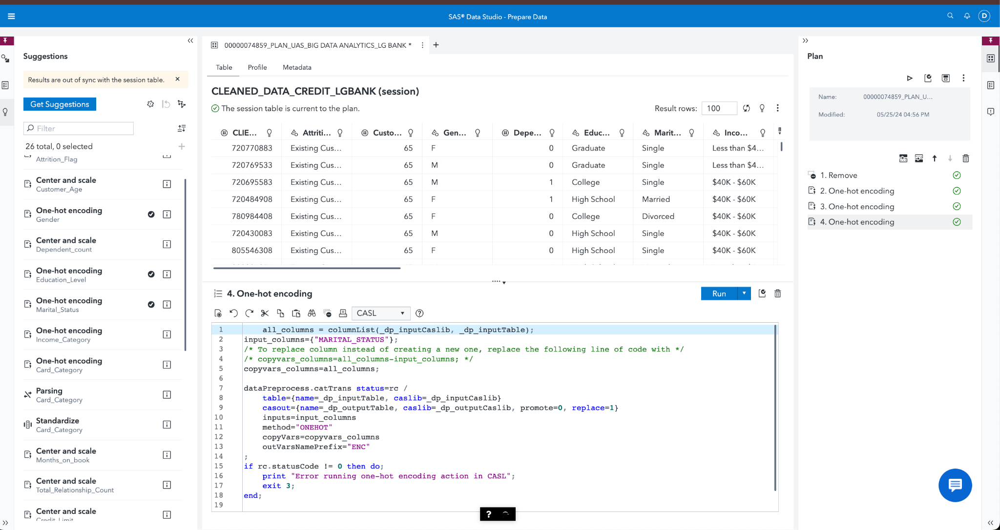 SAS® Data Studio - Prepare Data
D
Suggestions
Results are out of sync with the session table.
Get Suggestions
Filter
26 total, 0 selected
Attrition_Flag
Center and scale
Customer_Age
One-hot encoding
Gender
Center and scale
Dependent_count
One-hot encoding
Education_Level
One-hot encoding
Marital_Status
One-hot encoding
Income_Category
One-hot encoding
Card_Category
Parsing
Card_Category
Standardize
Card_Category
Center and scale
Months_on_book
Center and scale
Total_Relationship_Count
Center and scale
Credit_Limit
00000074859_PLAN_UAS_BIG DATA ANALYTICS_LG BANK *
Table Profile Metadata
CLEANED_DATA_CREDIT_LGBANK (session)
The session table is current to the plan.
Result rows: 100
CLIE... Attriti... Custo... Gen... Depe... Educ... Marit... Inco...
720770883 Existing Cus... 65 F 0 Graduate Single Less than $4...
720769533 Existing Cus... 65 M 0 Graduate Single Less than $4...
720695583 Existing Cus... 65 M 1 College Single $40K - $60K
720484908 Existing Cus... 65 F 1 High School Married $40K - $60K
780984408 Existing Cus... 65 F 0 College Divorced $40K - $60K
720430083 Existing Cus... 65 M 0 High School Single $40K - $60K
805546308 Existing Cus... 65 F 0 High School Single $40K - $60K
4. One-hot encoding
Run
CASL
1 all_columns = columnList(_dp_inputCaslib, _dp_inputTable);
2 input_columns={"MARITAL_STATUS"};
3 /* To replace column instead of creating a new one, replace the following line of code with */
4 /* copyvars_columns=all_columns-input_columns; */
5 copyvars_columns=all_columns;
6
7 dataPreprocess.catTrans status=rc /
8 table={name=_dp_inputTable, caslib=_dp_inputCaslib}
9 casout={name=_dp_outputTable, caslib=_dp_outputCaslib, promote=0, replace=1}
10 inputs=input_columns
11 method="ONEHOT"
12 copyVars=copyvars_columns
13 outVarsNamePrefix="ENC"
14 ;
15 if rc.statusCode != 0 then do;
16 print "Error running one-hot encoding action in CASL";
17 exit 3;
18 end;
19
?
Plan
Name: 00000074859_PLAN_U...
Modified: 05/25/24 04:56 PM
1. Remove
2. One-hot encoding
3. One-hot encoding
4. One-hot encoding